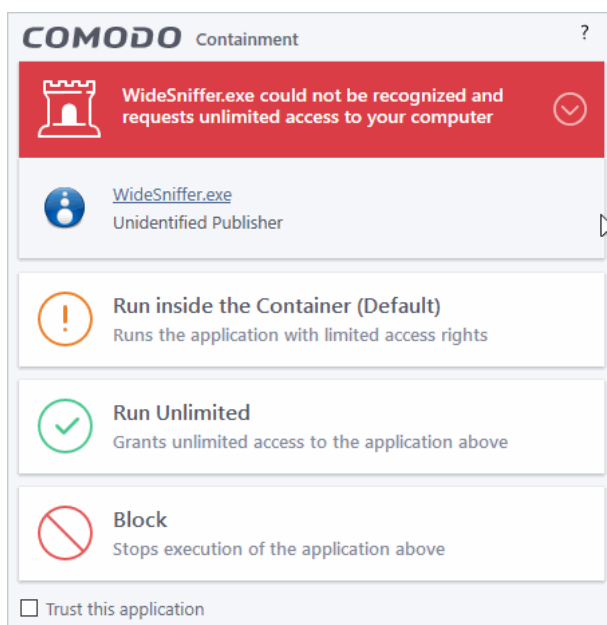 COMODO Containment ?
WideSniffer.exe could not be recognized and
requests unlimited access to your computer
WideSniffer.exe
Unidentified Publisher
Run inside the Container (Default)
Runs the application with limited access rights
Run Unlimited
Grants unlimited access to the application above
Block
Stops execution of the application above
Trust this application